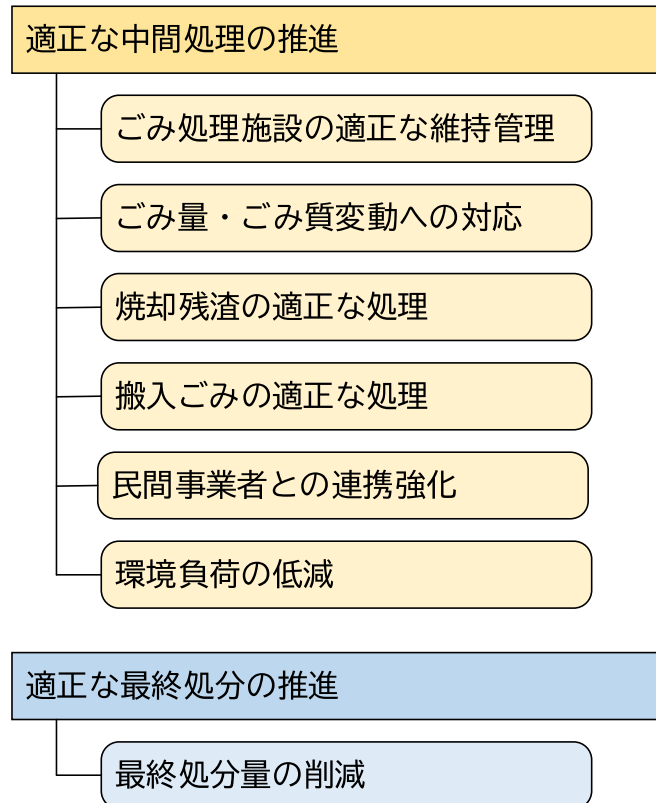 適正な中間処理の推進
ごみ処理施設の適正な維持管理
ごみ量・ごみ質変動への対応
焼却残渣の適正な処理
搬入ごみの適正な処理
民間事業者との連携強化
環境負荷の低減
適正な最終処分の推進
最終処分量の削減